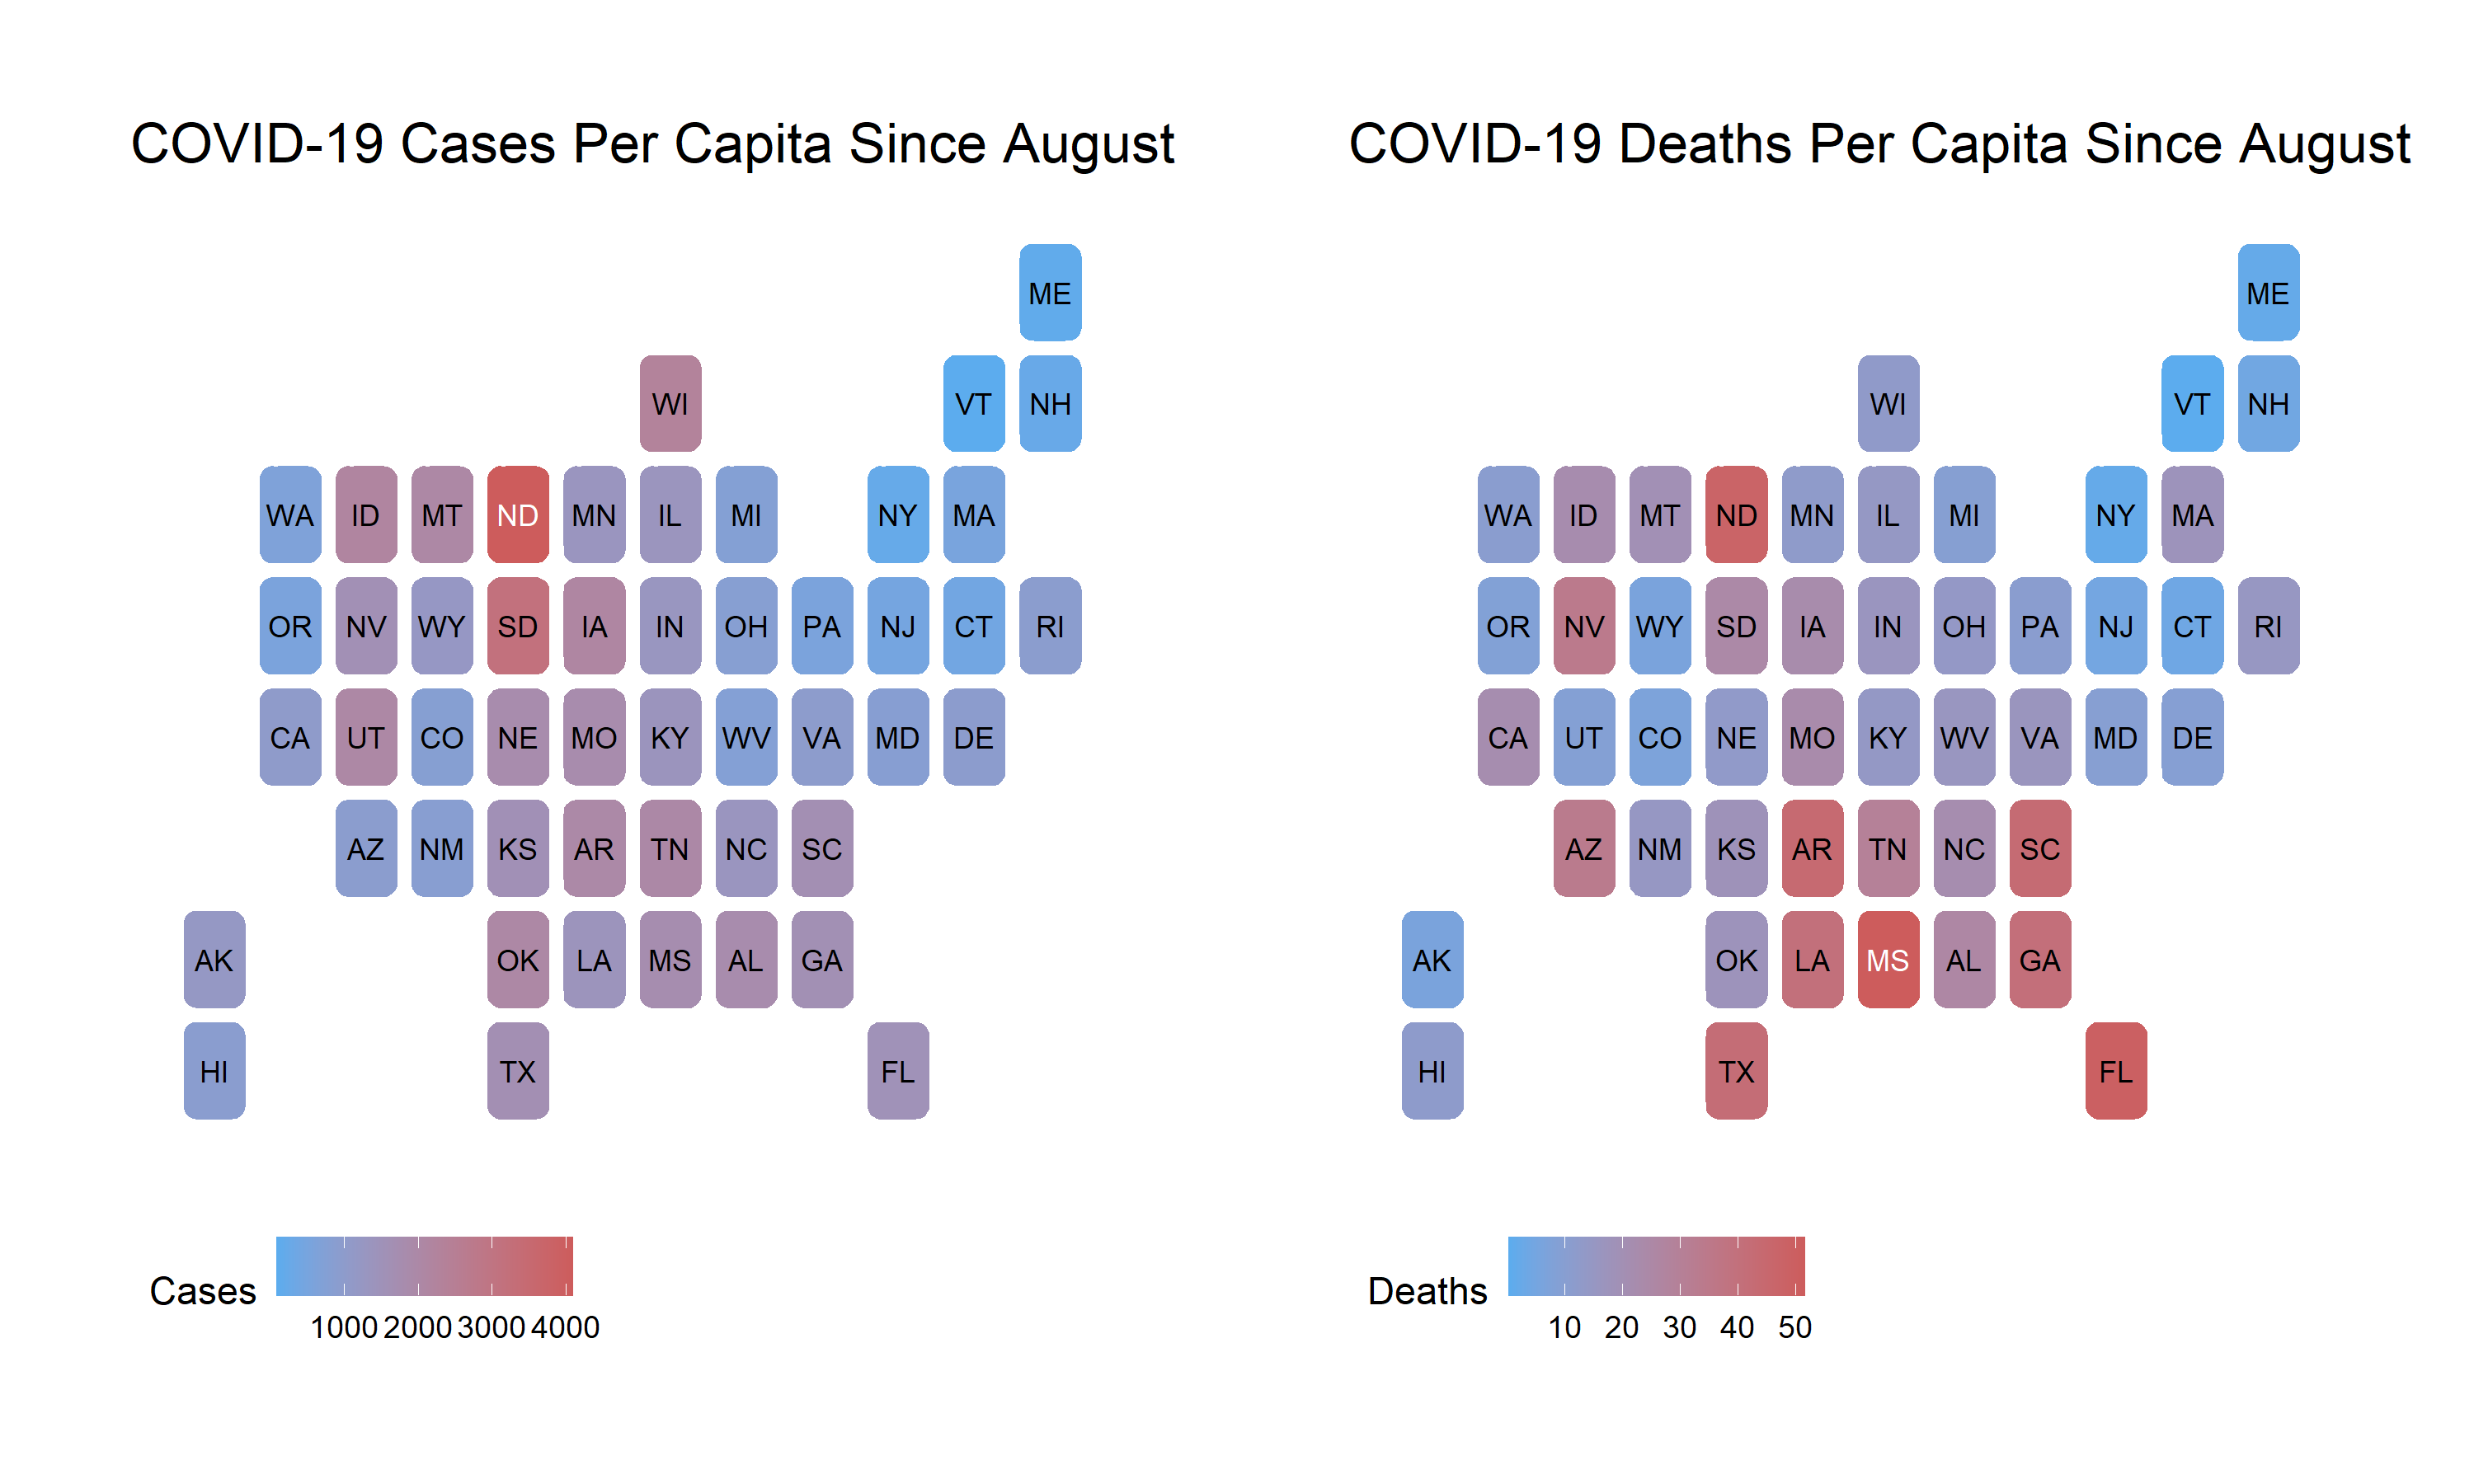 COVID-19 Cases Per Capita Since August
ME
WI VT NH
WA ID MT ND MN IL MI NY MA
OR NV WY SD IA IN OH PA NJ CT RI
CA UT CO NE MO KY WV VA MD DE
AZ NM KS AR TN NC SC
AK OK LA MS AL GA
HI TX FL
Cases
1000 2000 3000 4000
COVID-19 Deaths Per Capita Since August
ME
WI VT NH
WA ID MT ND MN IL MI NY MA
OR NV WY SD IA IN OH PA NJ CT RI
CA UT CO NE MO KY WV VA MD DE
AZ NM KS AR TN NC SC
AK OK LA MS AL GA
HI TX FL
Deaths
10 20 30 40 50